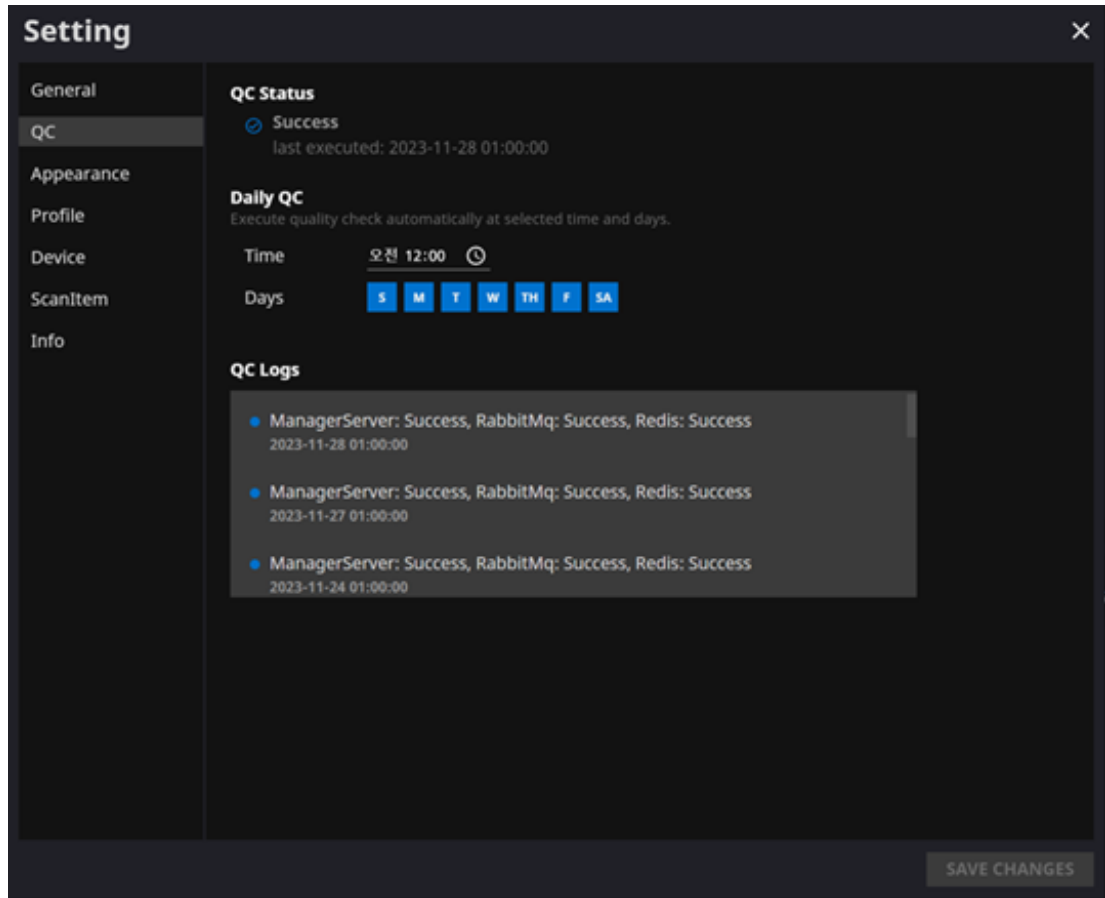 Setting
General
QC
Appearance
Profile
Device
ScanItem
Info
QC Status
Success
last executed: 2023-11-28 01:00:00
Daily QC
Execute quality check automatically at selected time and days.
Time 오전 12:00
Days S M T W TH F SA
QC Logs
ManagerServer: Success, RabbitMq: Success, Redis: Success
2023-11-28 01:00:00
ManagerServer: Success, RabbitMq: Success, Redis: Success
2023-11-27 01:00:00
ManagerServer: Success, RabbitMq: Success, Redis: Success
2023-11-24 01:00:00
SAVE CHANGES